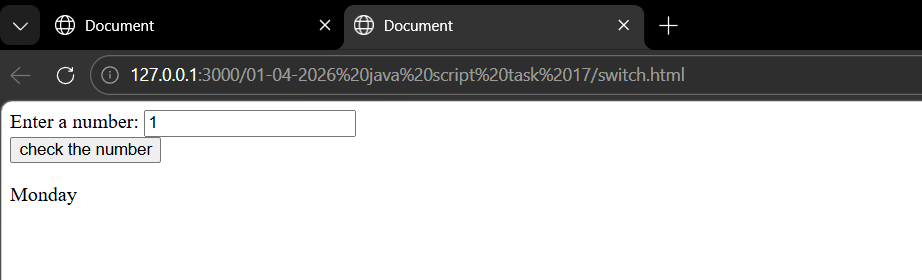 Document
Document
127.0.0.1:3000/01-04-2026%20java%20script%20task%2017/switch.html
Enter a number: 1
check the number
Monday